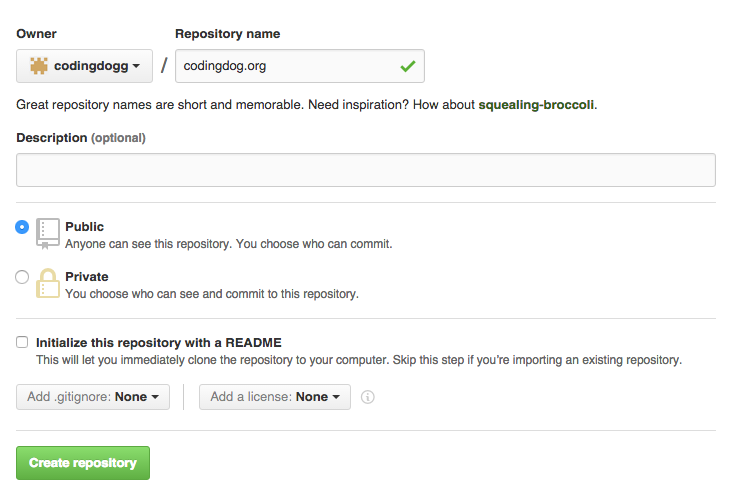 Owner
Repository name
codingdogg / codingdog.org
Great repository names are short and memorable. Need inspiration? How about squealing-broccoli.
Description (optional)
Public
Anyone can see this repository. You choose who can commit.
Private
You choose who can see and commit to this repository.
Initialize this repository with a README
This will let you immediately clone the repository to your computer. Skip this step if you're importing an existing repository.
Add .gitignore: None
Add a license: None
Create repository